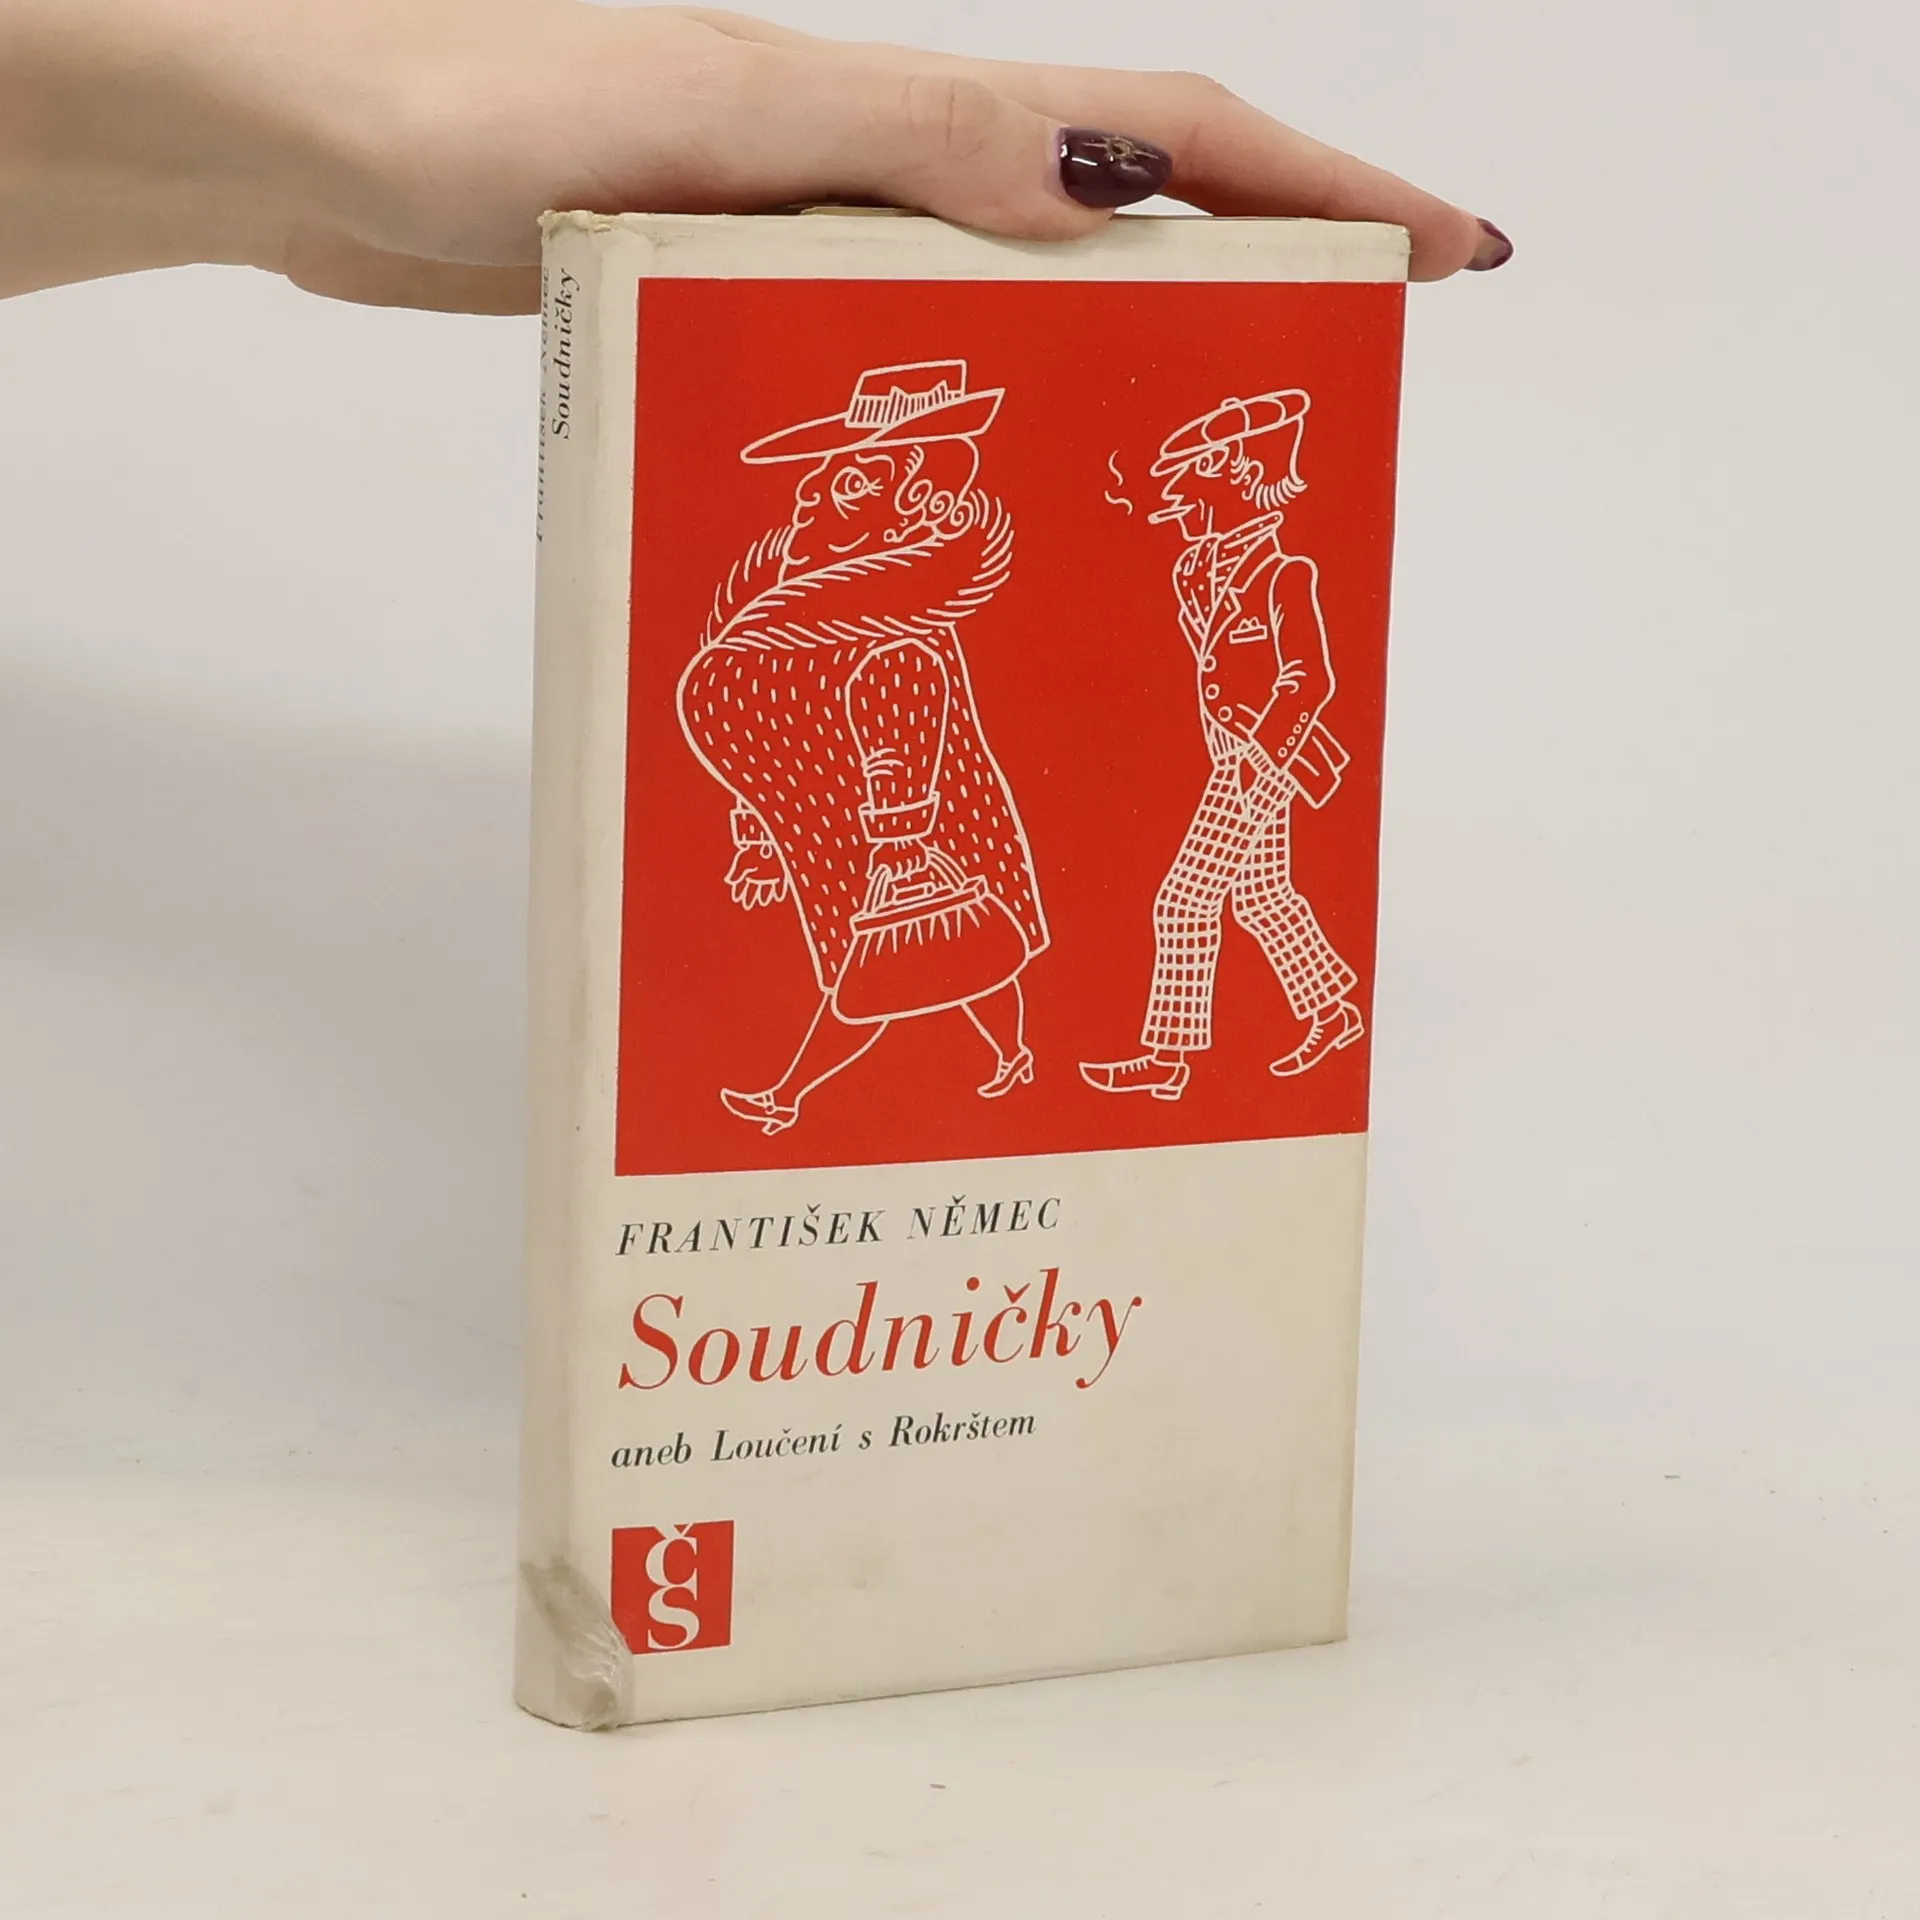 František Němec
Soudničky
FRANTIŠEK NĚMEC
Soudničky
aneb Loučení s Rokrštem
ČS